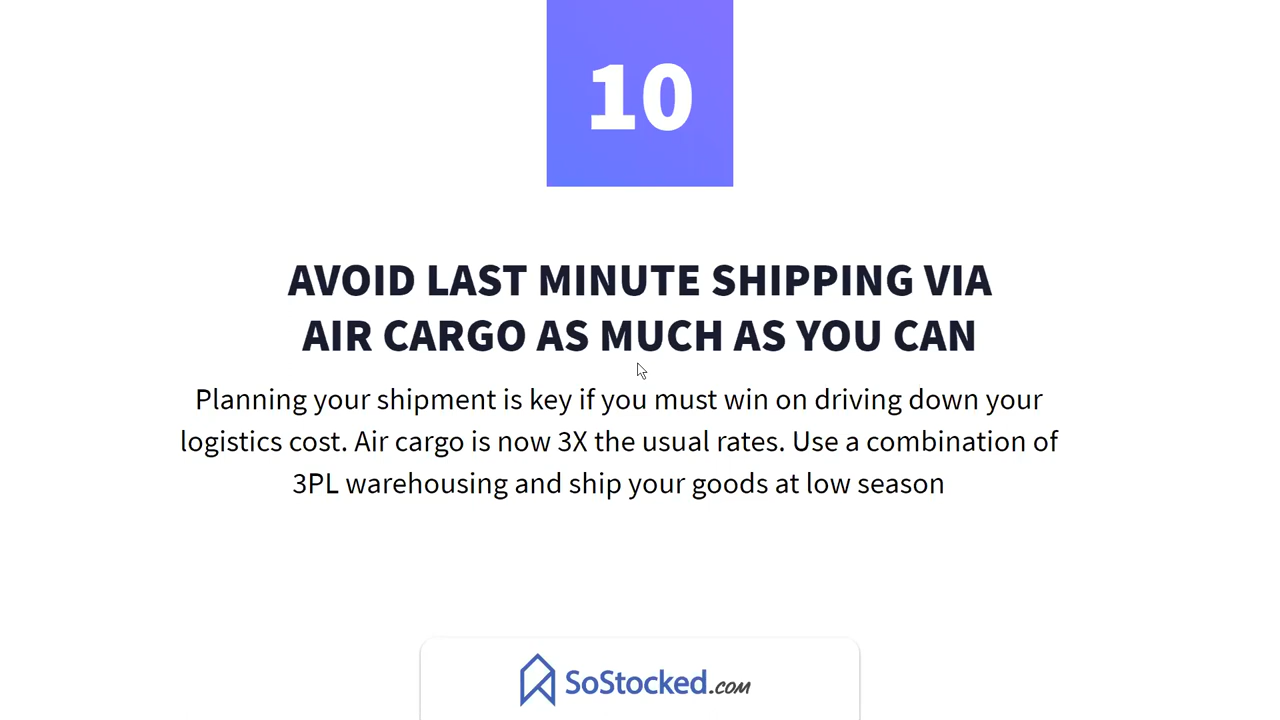 10
AVOID LAST MINUTE SHIPPING VIA
AIR CARGO AS MUCH AS YOU CAN
Planning your shipment is key if you must win on driving down your
logistics cost. Air cargo is now 3X the usual rates. Use a combination of
3PL warehousing and ship your goods at low season
SoStocked.com